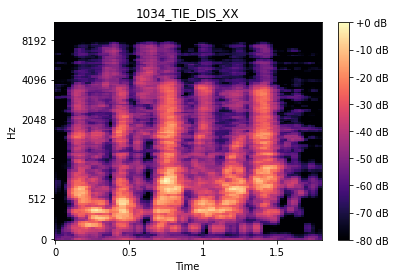 1034_TIE_DIS_XX
+0 dB
8192
-10 dB
4096
-20 dB
-30 dB
2048
Hz
-40 dB
1024
-50 dB
512
-60 dB
-70 dB
0
-80 dB
0
0.5
1
1.5
Time